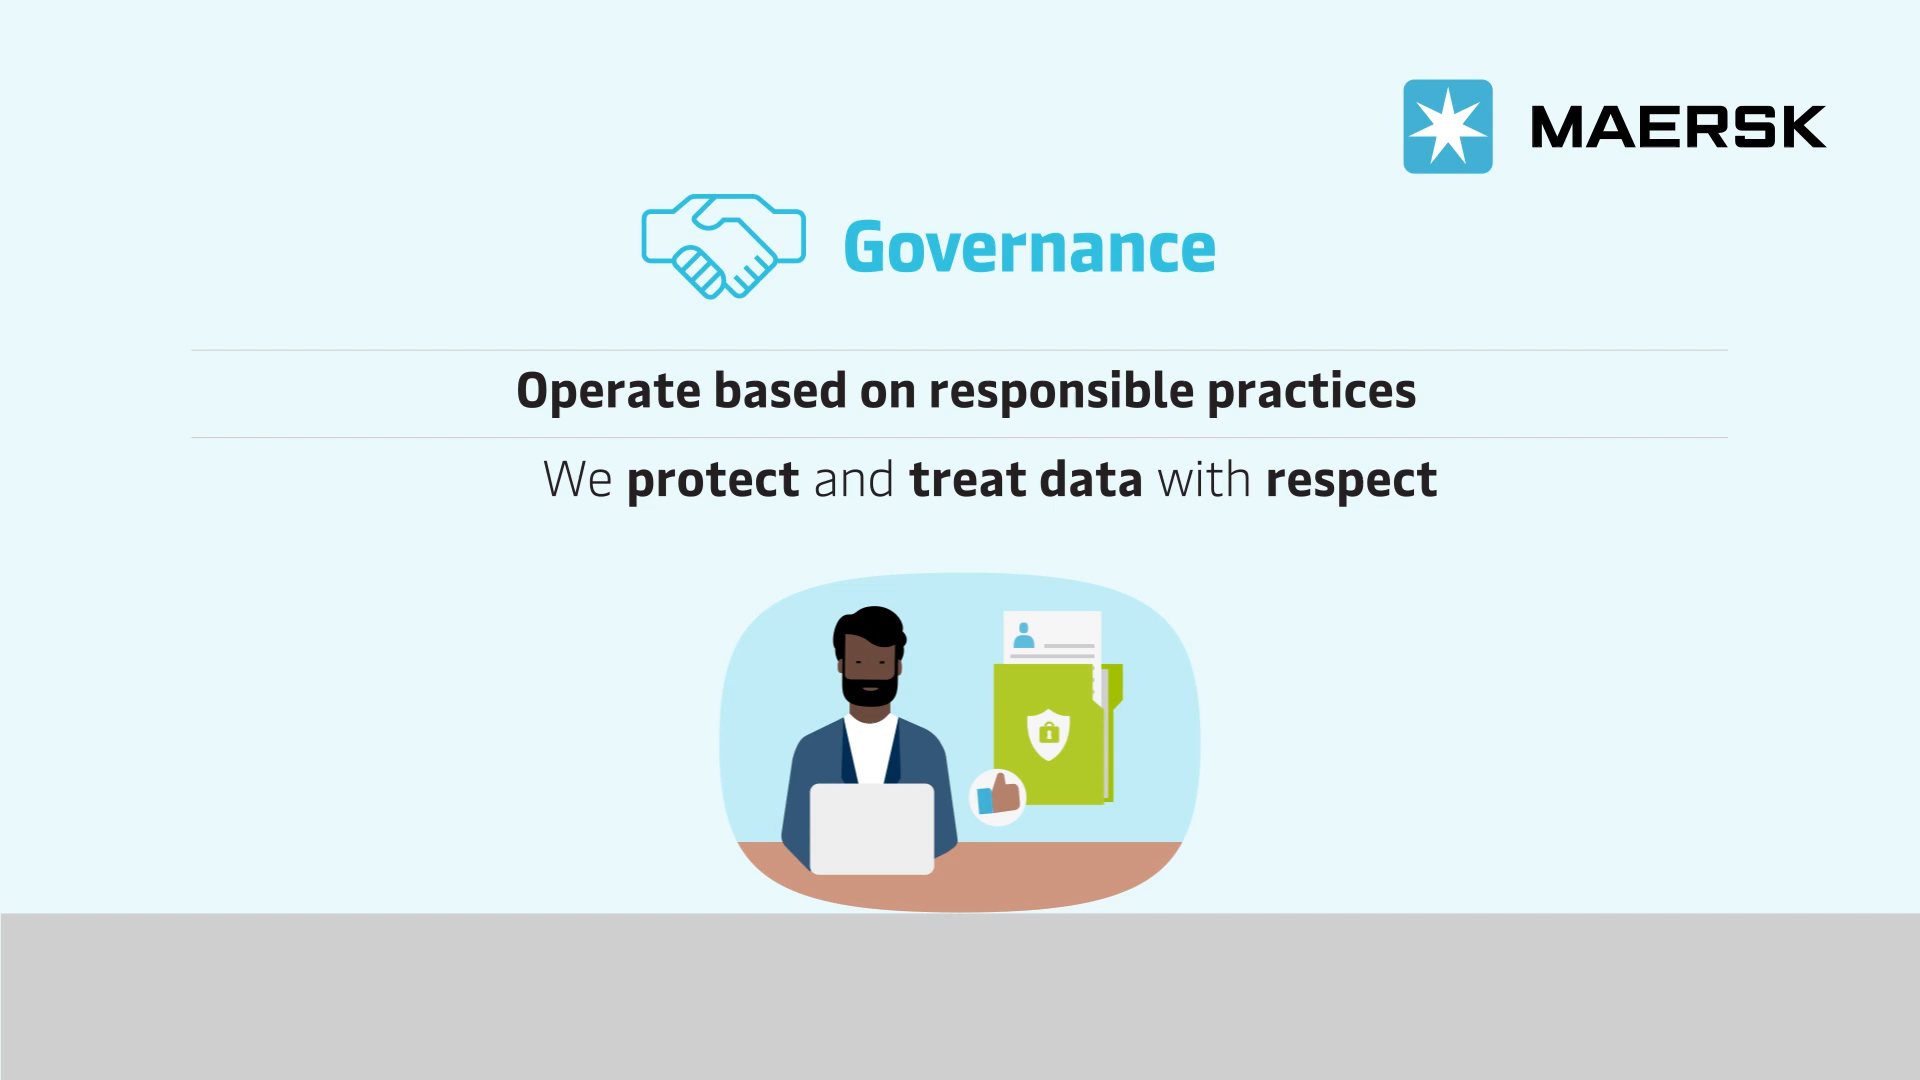 MAERSK
Governance
Operate based on responsible practices
We protect and treat data with respect